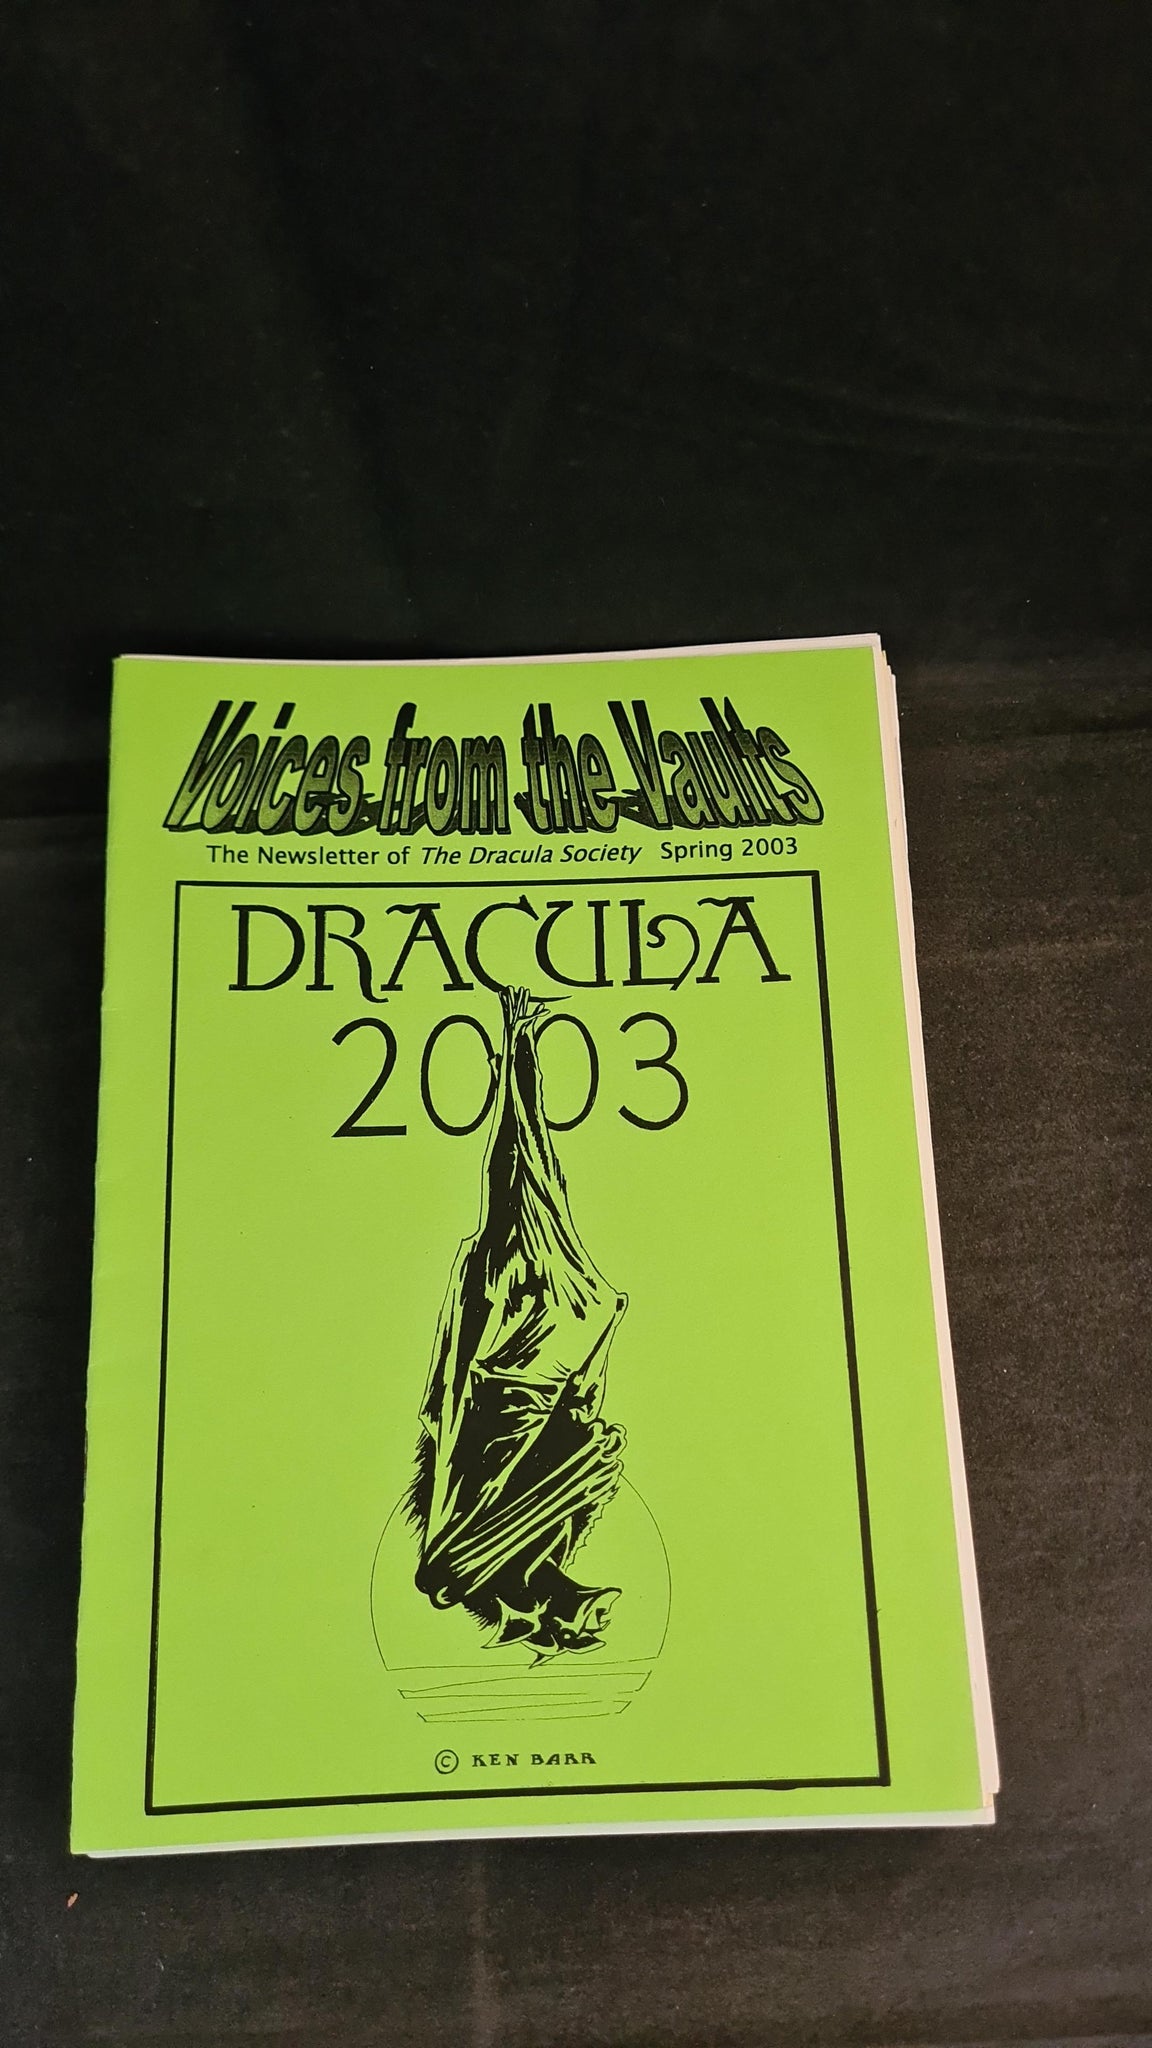 Voices from the Vaults
The Newsletter of The Dracula Society Spring 2003
DRACULA
2003
© KEN BARR